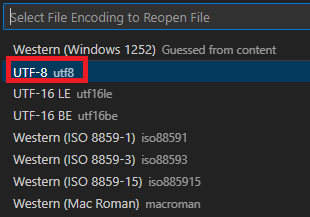 Select File Encoding to Reopen File
Western (Windows 1252) Guessed from content
UTF-8 utf8
UTF-16 LE utf16le
UTF-16 BE utf16be
Western (ISO 8859-1) iso88591
Western (ISO 8859-3) iso88593
Western (ISO 8859-15) iso885915
Western (Mac Roman) macroman